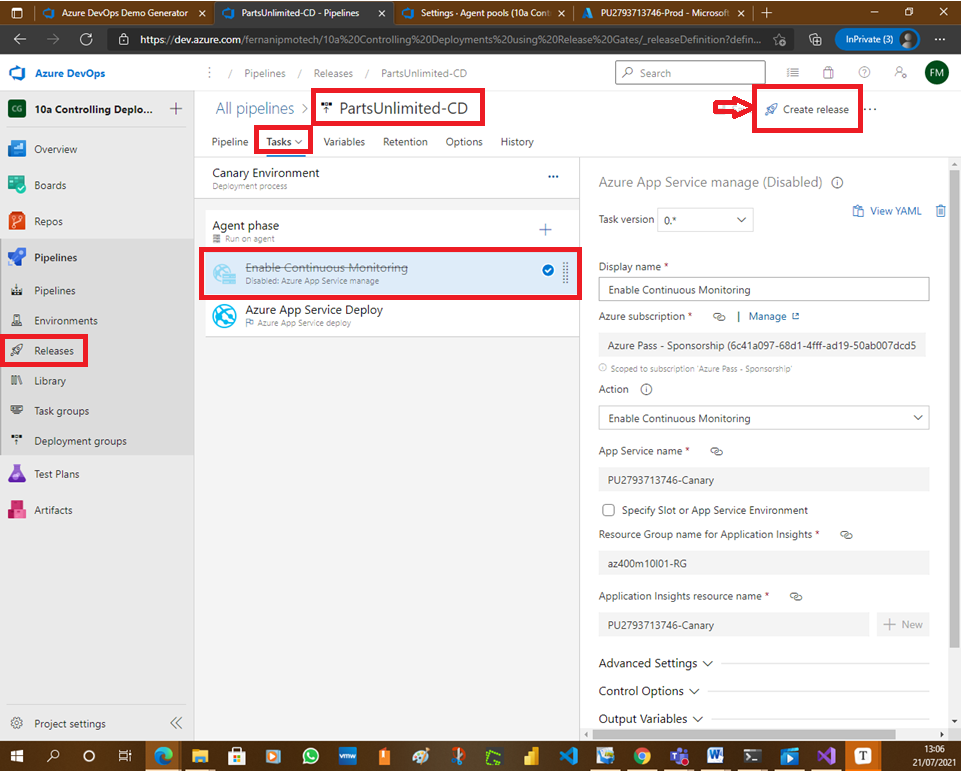 Azure DevOps Demo Generator
PartsUnlimited-CD - Pipelines
Settings · Agent pools (10a Cont
PU2793713746-Prod - Microsoft
https://dev.azure.com/fernanipmotech/10a%20Controlling%20Deployments%20using%20Release%20Gates/_releaseDefinition?defin...
InPrivate (3)
Azure DevOps
/ Pipelines / Releases / PartsUnlimited-CD
Search
FM
CG
10a Controlling Deplo...
All pipelines > PartsUnlimited-CD
Create release
Pipeline Tasks Variables Retention Options History
Overview
Boards
Repos
Pipelines
Pipelines
Environments
Releases
Library
Task groups
Deployment groups
Test Plans
Artifacts
Project settings
Canary Environment
Deployment process
Agent phase
Run on agent
Enable Continuous Monitoring
Disabled: Azure App Service manage
Azure App Service Deploy
Azure App Service deploy
Azure App Service manage (Disabled)
View YAML
Task version 0.*
Display name *
Enable Continuous Monitoring
Azure subscription * | Manage
Azure Pass - Sponsorship (6c41a097-68d1-4fff-ad19-50ab007dcd5
Scoped to subscription 'Azure Pass - Sponsorship'
Action
Enable Continuous Monitoring
App Service name *
PU2793713746-Canary
Specify Slot or App Service Environment
Resource Group name for Application Insights *
az400m10l01-RG
Application Insights resource name *
PU2793713746-Canary
New
Advanced Settings
Control Options
Output Variables
vmw
13:06
21/07/2021